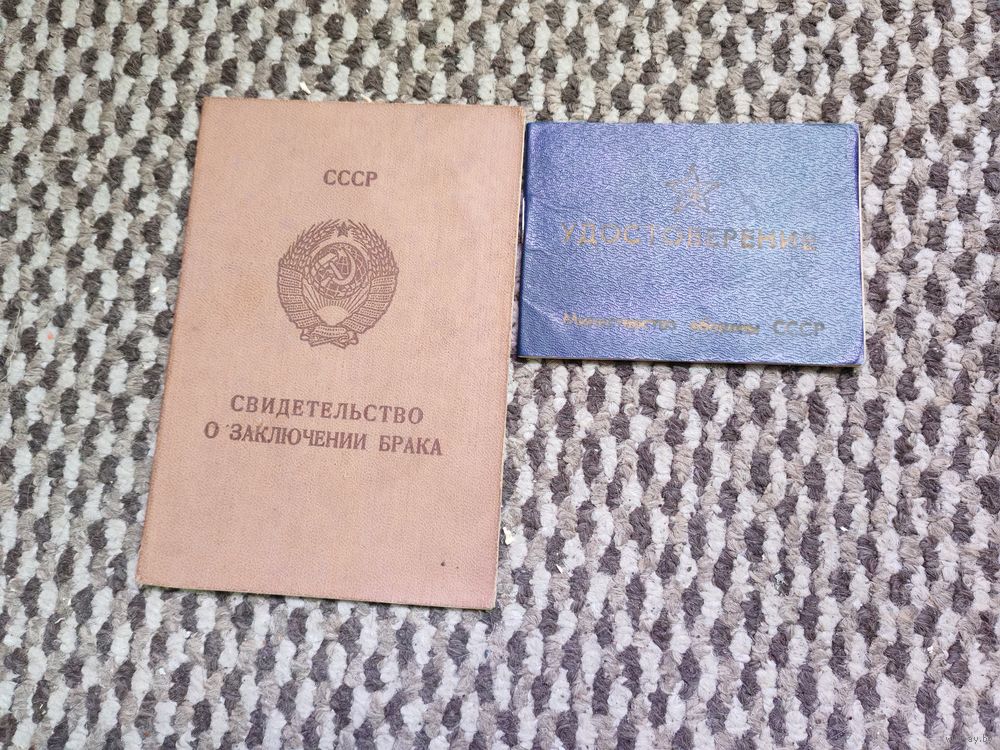 СССР
СВИДЕТЕЛЬСТВО
О ЗАКЛЮЧЕНИИ БРАКА
УДОСТОВЕРЕНИЕ
Министерство обороны СССР